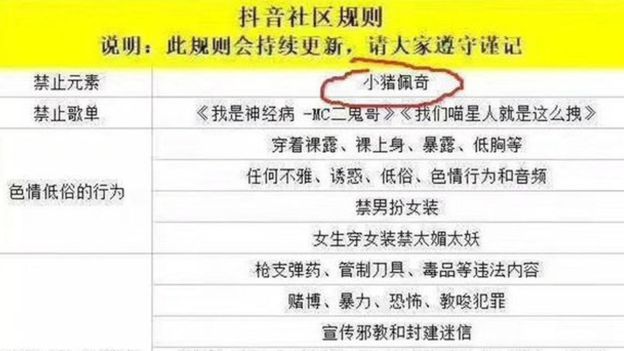 抖音社区规则
说明：此规则会持续更新，请大家遵守谨记
禁止元素 小猪佩奇
禁止歌单 《我是神经病 -MC二鬼哥》《我们喵星人就是这么拽》
穿着裸露、裸上身、暴露、低胸等
任何不雅、诱惑、低俗、色情行为和音频
色情低俗的行为
禁男扮女装
女生穿女装禁太媚太妖
枪支弹药、管制刀具、毒品等违法内容
赌博、暴力、恐怖、教唆犯罪
宣传邪教和封建迷信